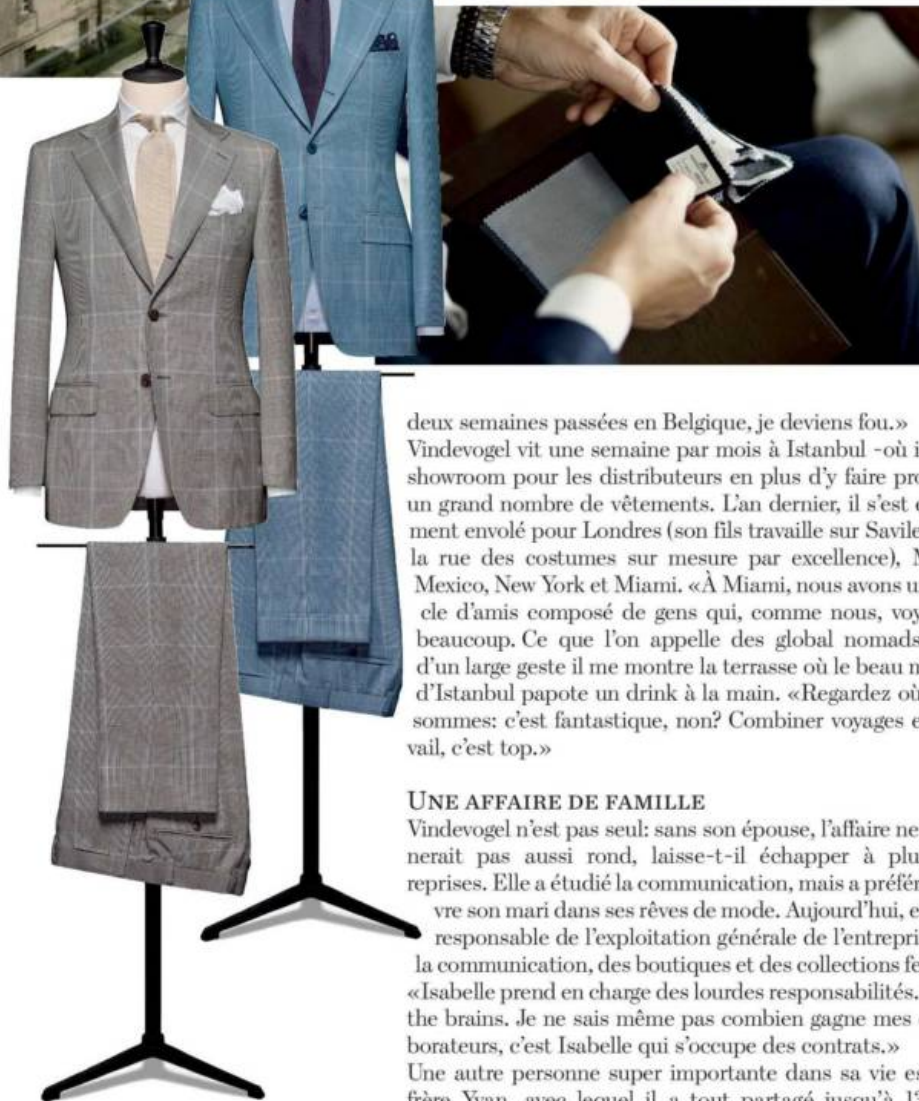 deux semaines passées en Belgique, je deviens fou.»
Vindevogel vit une semaine par mois à Istanbul -où
showroom pour les distributeurs en plus d'y faire
un grand nombre de vêtements. L'an dernier, il s'est
ment envolé pour Londres (son fils travaille sur Savile
la rue des costumes sur mesure par excellence),
Mexico, New York et Miami. «À Miami, nous avons
cle d'amis composé de gens qui, comme nous,
beaucoup. Ce que l'on appelle des global nomads
d'un large geste il me montre la terrasse où le beau
d'Istanbul papote un drink à la main. «Regardez où
sommes: c'est fantastique, non? Combiner voyages
vail, c'est top.»
UNE AFFAIRE DE FAMILLE
Vindevogel n'est pas seul: sans son épouse, l'affaire ne
nerait pas aussi rond, laisse-t-il échapper à
reprises. Elle a étudié la communication, mais a
vre son mari dans ses rêves de mode. Aujourd'hui,
responsable de l'exploitation générale de
la communication, des boutiques et des collections
«Isabelle prend en charge des lourdes responsabilités.
the brains. Je ne sais même pas combien gagne mes
borateurs, c'est Isabelle qui s'occupe des contrats.»
Une autre personne super importante dans sa vie
frère Yvan, avec lequel il a tout partagé jusqu'à